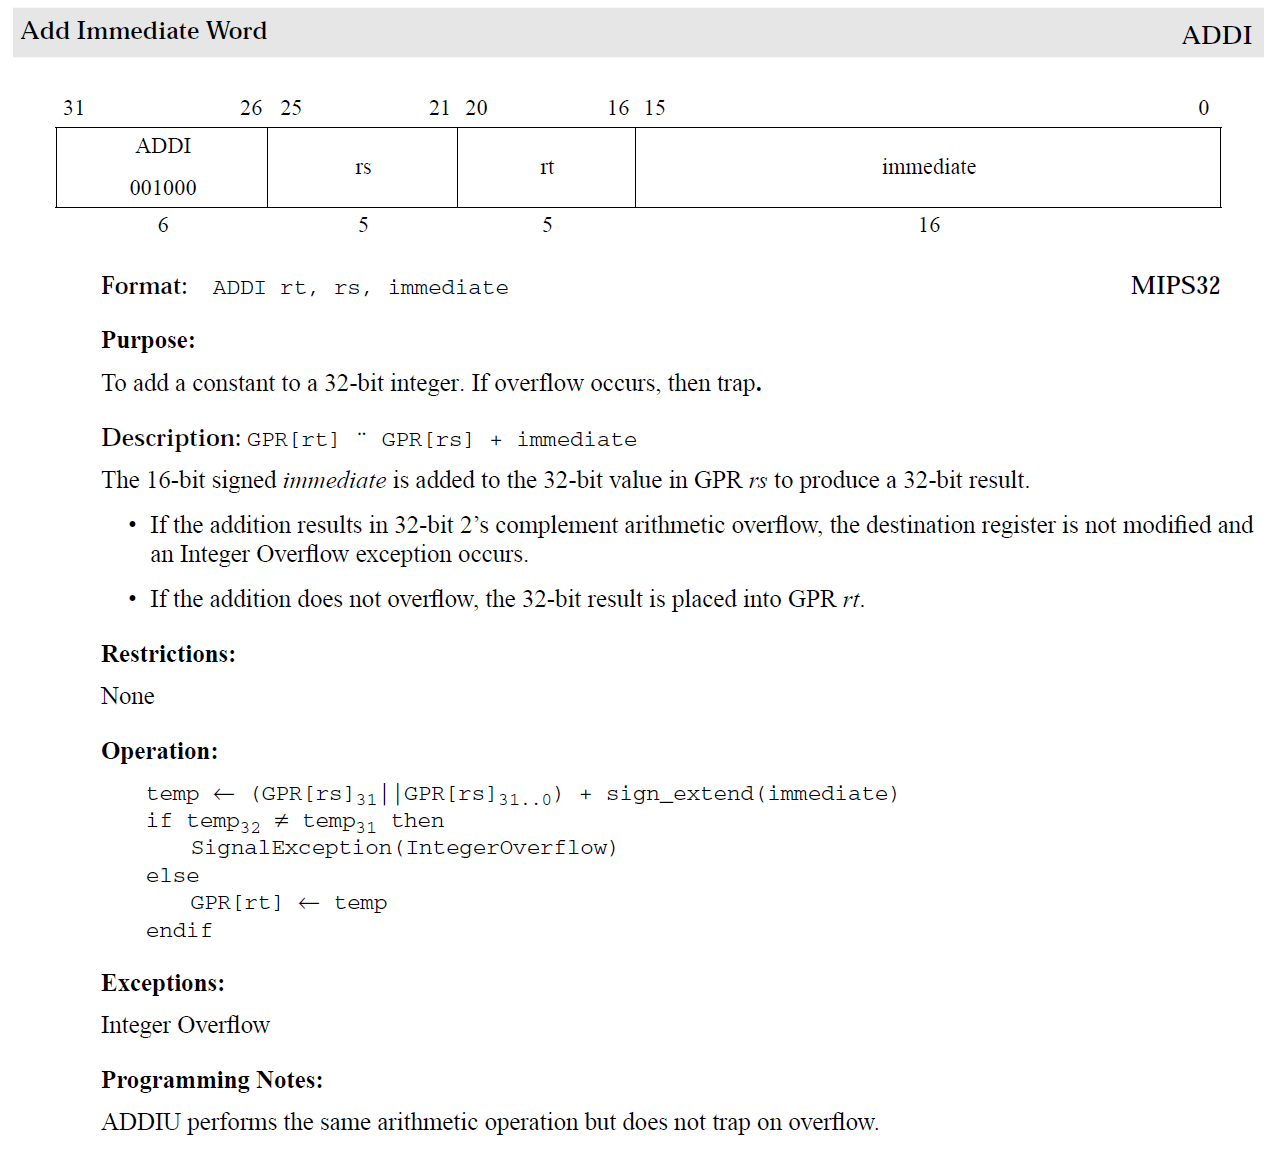 Add Immediate Word ADDI
31 26 25 21 20 16 15 0
ADDI
001000
rs rt immediate
6 5 5 16
Format: ADDI rt, rs, immediate MIPS32
Purpose:
To add a constant to a 32-bit integer. If overflow occurs, then trap.
Description: GPR[rt] ¨ GPR[rs] + immediate
The 16-bit signed immediate is added to the 32-bit value in GPR rs to produce a 32-bit result.
• If the addition results in 32-bit 2’s complement arithmetic overflow, the destination register is not modified and
an Integer Overflow exception occurs.
• If the addition does not overflow, the 32-bit result is placed into GPR rt.
Restrictions:
None
Operation:
temp ← (GPR[rs]31||GPR[rs]31..0) + sign_extend(immediate)
if temp32 ≠ temp31 then
SignalException(IntegerOverflow)
else
GPR[rt] ← temp
endif
Exceptions:
Integer Overflow
Programming Notes:
ADDIU performs the same arithmetic operation but does not trap on overflow.